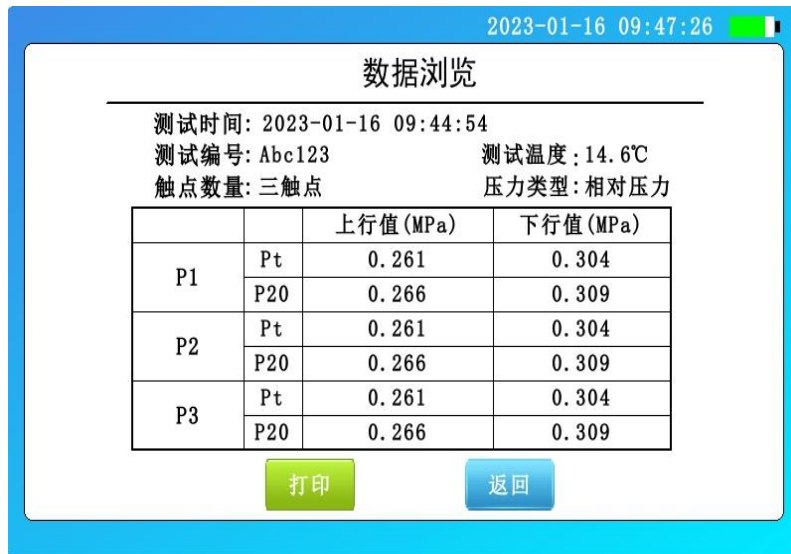 2023-01-16 09:47:26
数据浏览
测试时间: 2023-01-16 09:44:54
测试编号: Abc123 测试温度: 14.6℃
触点数量: 三触点 压力类型: 相对压力
上行值(MPa) 下行值(MPa)
P1 Pt 0.261 0.304
P20 0.266 0.309
P2 Pt 0.261 0.304
P20 0.266 0.309
P3 Pt 0.261 0.304
P20 0.266 0.309
打印 返回